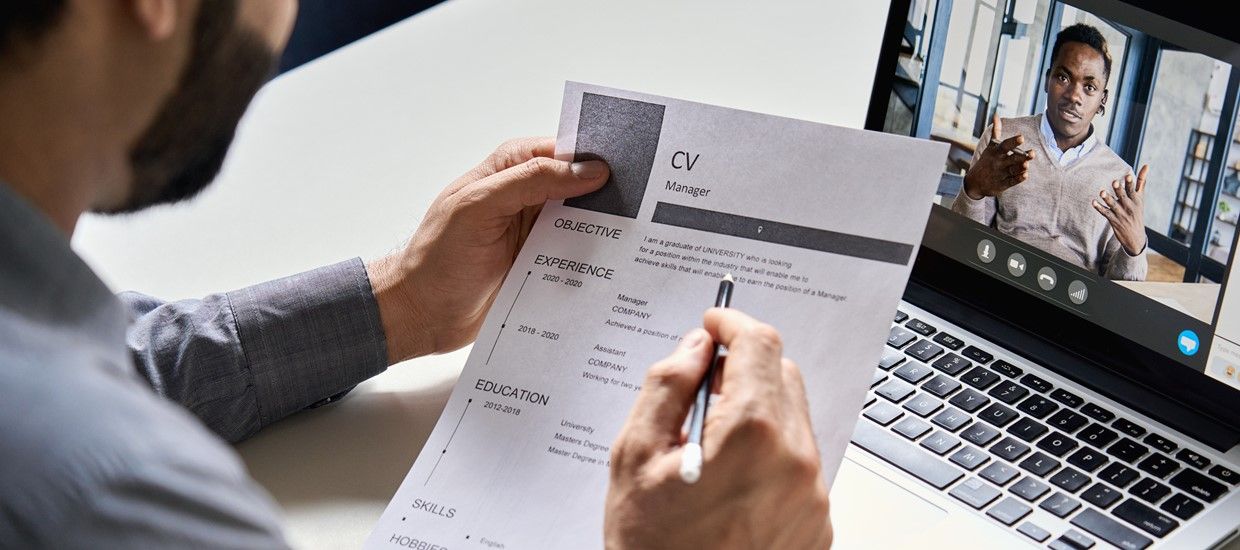 CV
Manager
OBJECTIVE
I am a graduate of UNIVERSITY who is looking
for a position within the industry that will enable me to
achieve skills that will enable me to earn the position of a Manager.
EXPERIENCE
2020 - 2020
Manager
COMPANY
Achieved a position of
2018 - 2020
Assistant
COMPANY
Working for two
EDUCATION
2012-2018
University
Masters Degree
Master Degree in
SKILLS
English
HOBBIES